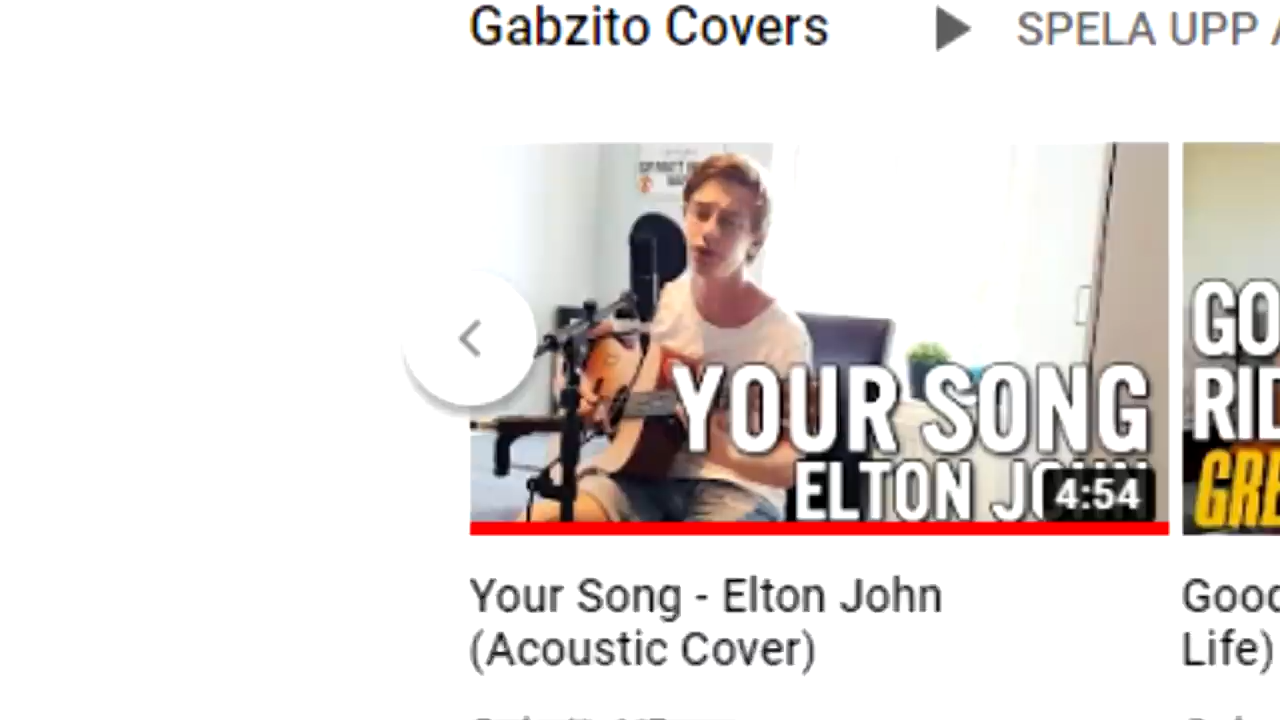 Gabzito Covers
SPELA UPP
YOUR SONG
ELTON
4:54
GO
RID
GRE
Your Song - Elton John
(Acoustic Cover)
Good
Life)